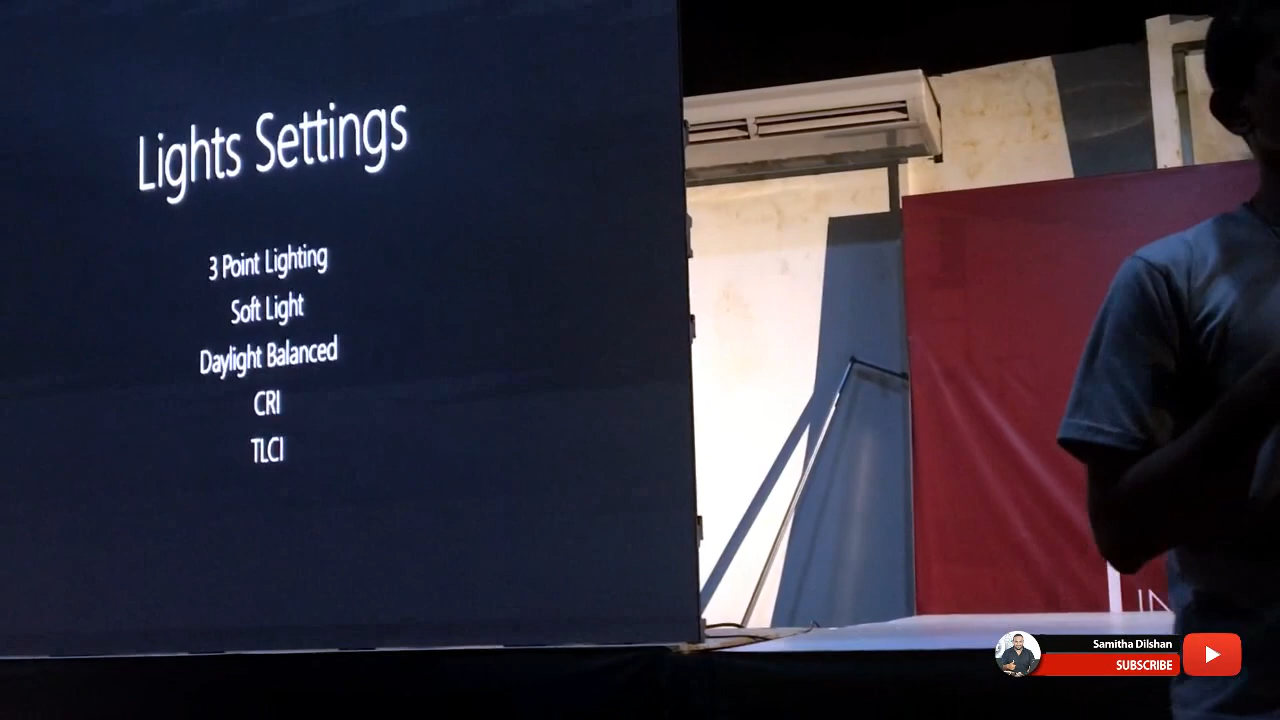 Lights Settings
3 Point Lighting
Soft Light
Daylight Balanced
CRI
TLCI
Samitha Dilshan
SUBSCRIBE